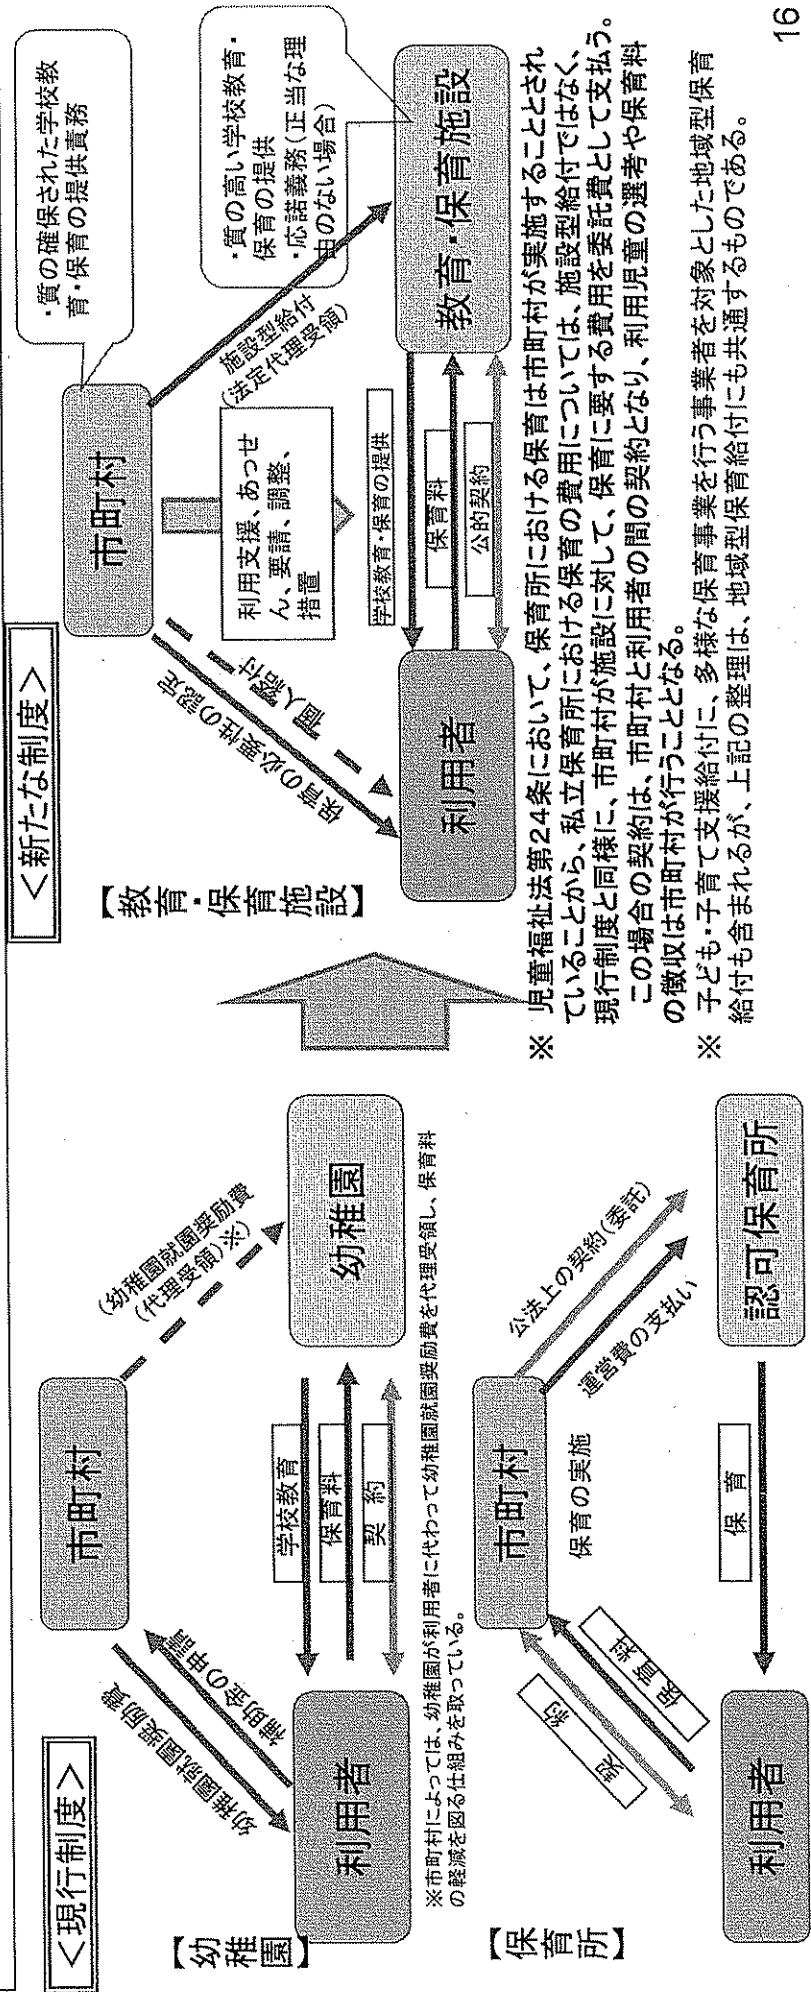 <現行制度>
【幼稚園】
市町村
幼稚園就園奨励費
補助金の申請
(幼稚園就園奨励費
(代理受領)※)
利用者
学校教育
保育料
契 約
幼稚園
※市町村によっては、幼稚園が利用者に代わって幼稚園就園奨励費を代理受領し、保育料
の軽減を図る仕組みを取っている。
【保育所】
市町村
保育の実施
契 約
保育料
公法上の契約(委託)
運営費の支払い
利用者
保 育
認可保育所
<新たな制度>
【教育・保育施設】
市町村
・質の確保された学校教
育・保育の提供責務
保育の必要性の認定
個人給付
利用支援、あっせ
ん、要請、調整、
措置
施設型給付
(法定代理受領)
・質の高い学校教育・
保育の提供
・応諾義務(正当な理
由のない場合)
利用者
学校教育・保育の提供
保育料
公的契約
教育・保育施設
※ 児童福祉法第24条において、保育所における保育は市町村が実施することとされ
ていることから、私立保育所における保育の費用については、施設型給付ではなく、
現行制度と同様に、市町村が施設に対して、保育に要する費用を委託費として支払う。
この場合の契約は、市町村と利用者の間の契約となり、利用児童の選考や保育料
の徴収は市町村が行うこととなる。
※ 子ども・子育て支援給付に、多様な保育事業を行う事業者を対象とした地域型保育
給付も含まれるが、上記の整理は、地域型保育給付にも共通するものである。
16